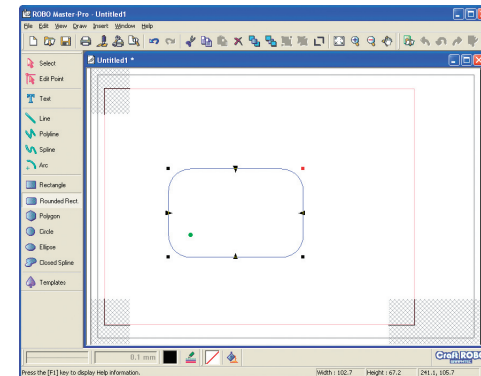 ROBO Master-Pro - Untitled1
File Edit View Draw Insert Window Help
Untitled1 *
Select
Edit Point
Text
Line
Polyline
Spline
Arc
Rectangle
Rounded Rect
Polygon
Circle
Ellipse
Closed Spline
Templates
0.1 mm
Craft ROBO
Press the [F1] key to display Help information.
Width : 102.7 Height : 67.2 241.1, 105.7